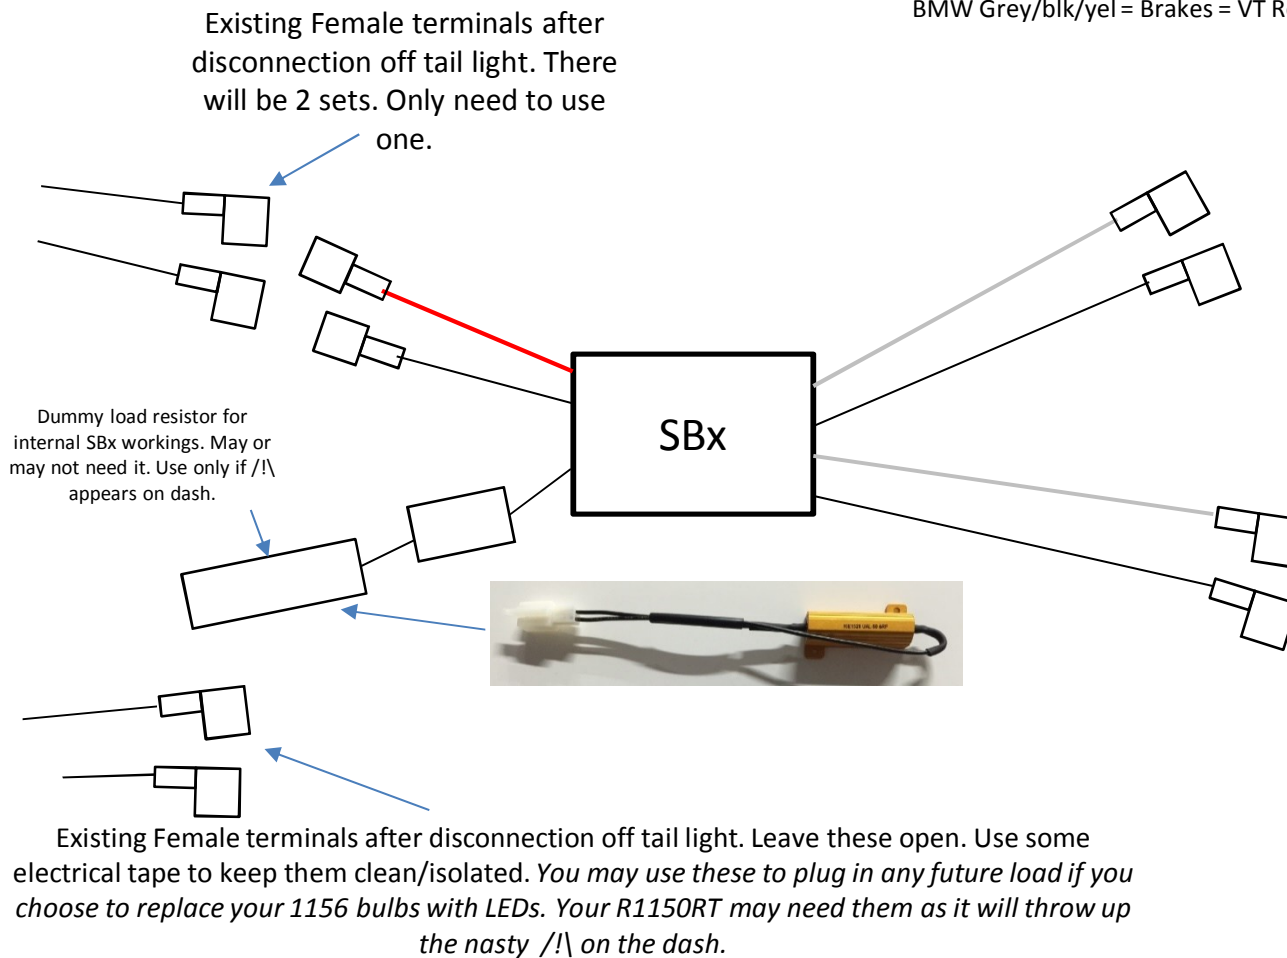 BMW Grey/blk/yel = Brakes = VT R
Existing Female terminals after
disconnection off tail light. There
will be 2 sets. Only need to use
one.
SBx
Dummy load resistor for
internal SBx workings. May or
may not need it. Use only if /!\
appears on dash.
Existing Female terminals after disconnection off tail light. Leave these open. Use some
electrical tape to keep them clean/isolated. You may use these to plug in any future load if you
choose to replace your 1156 bulbs with LEDs. Your R1150RT may need them as it will throw up
the nasty /!\ on the dash.